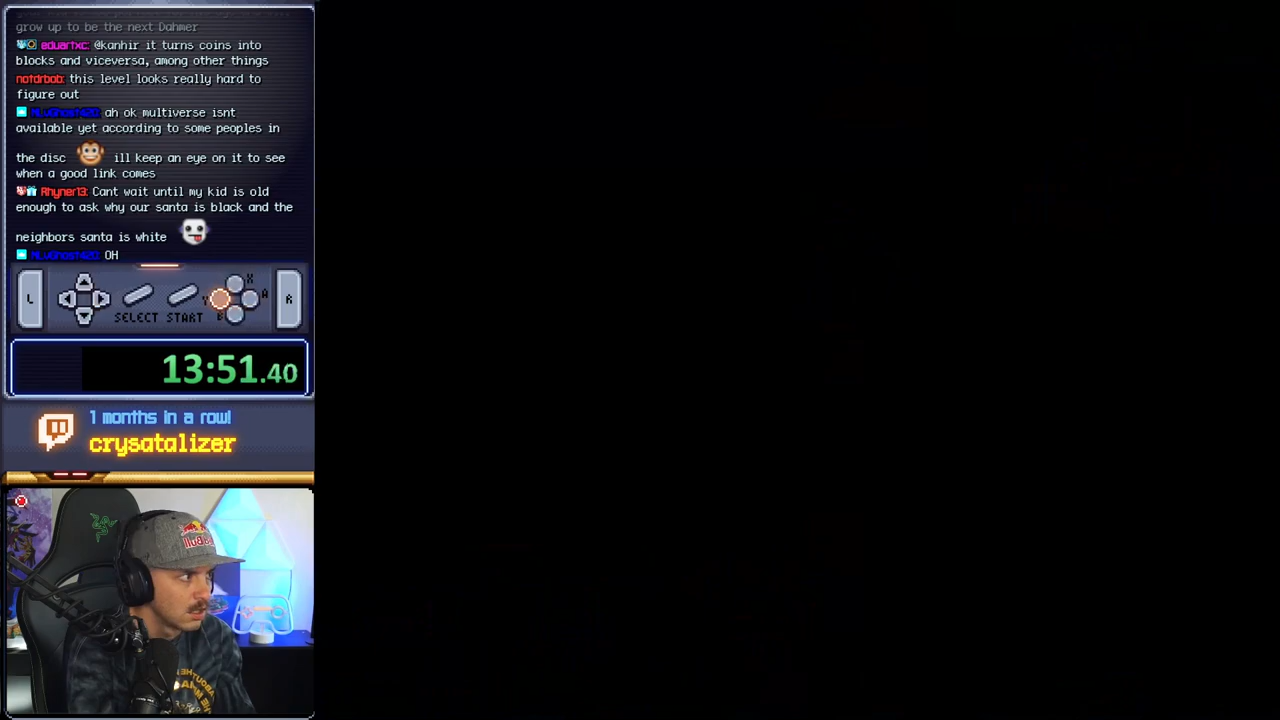 grow up to be the next Dahmer
eduartxc: @kanhir it turns coins into
blocks and viceversa, among other things
notdrbob: this level looks really hard to
figure out
ah ok multiverse isnt
available yet according to some peoples in
the disc ill keep an eye on it to see
when a good link comes
Rhyner13: Cant wait until my kid is old
enough to ask why our santa is black and the
neighbors santa is white
OH
L
X
A
Y
B
R
SELECT START
13:51.40
1 months in a row!
crysatalizer
Red Bull